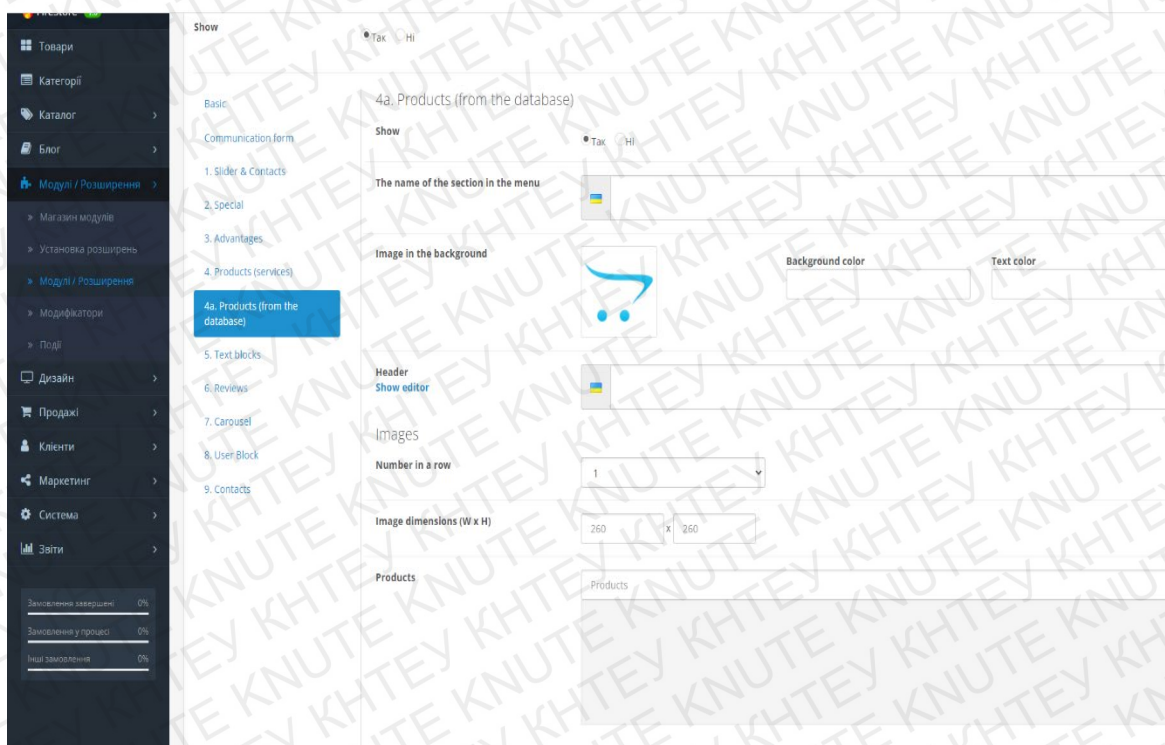 Товари
Категорії
Каталог
Блог
Модулі / Розширення
» Магазин модулів
» Установка розширень
» Модулі / Розширення
» Модифікатори
» Події
Дизайн
Продажі
Клієнти
Маркетинг
Система
Звіти
Замовлення завершені 0%
Замовлення у процесі 0%
Інші замовлення 0%
Show
Так Ні
Basic
Communication form
1. Slider & Contacts
2. Special
3. Advantages
4. Products (services)
4a. Products (from the
database)
5. Text blocks
6. Reviews
7. Carousel
8. User Block
9. Contacts
4a. Products (from the database)
Show
Так Ні
The name of the section in the menu
Image in the background
Background color
Text color
Header
Show editor
Images
Number in a row
1
Image dimensions (W x H)
260 x 260
Products
Products